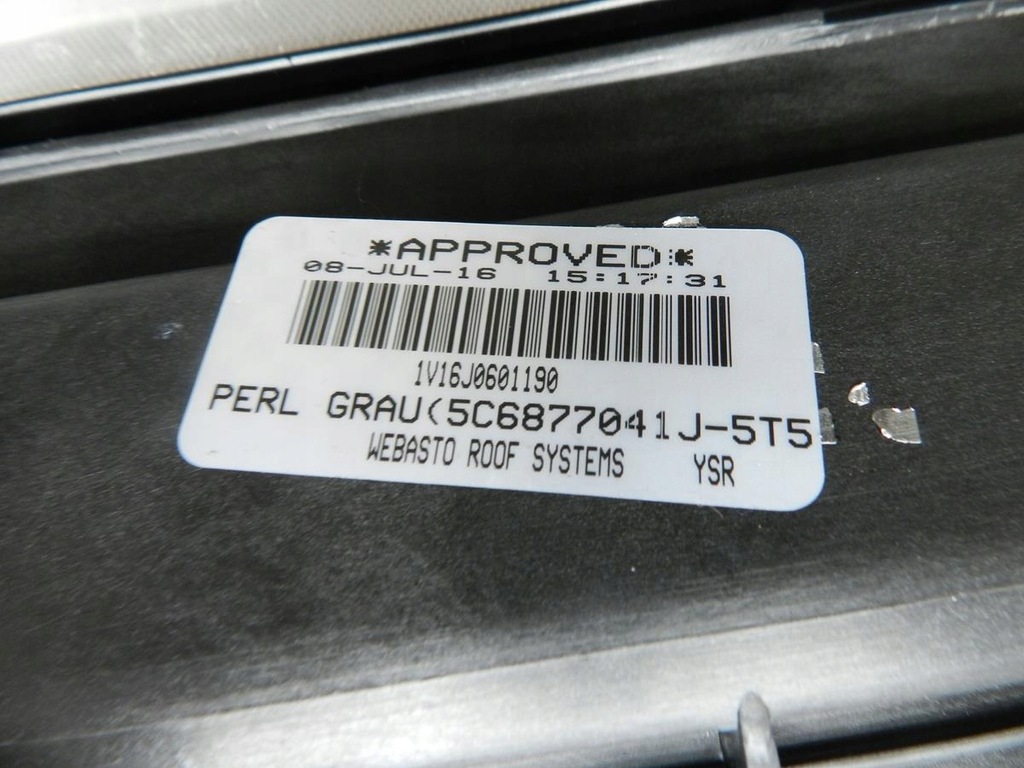 *APPROVED*
08-JUL-16 15:17:31
1V16J0601190
PERL GRAU(5C6877041J-5T5
WEBASTO ROOF SYSTEMS YSR